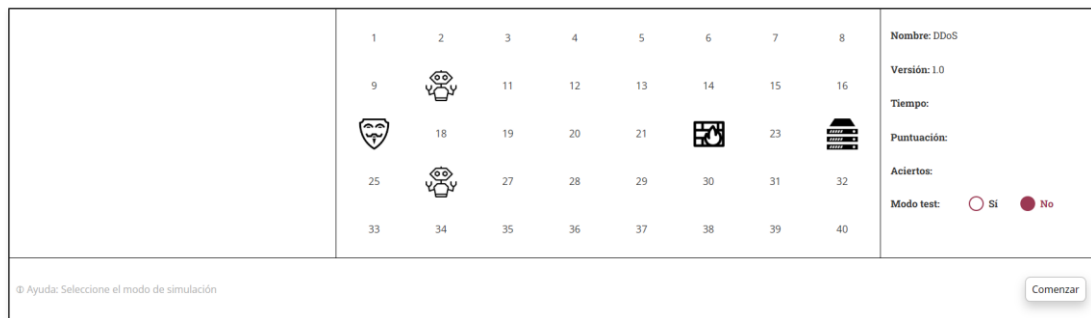 1 2 3 4 5 6 7 8
9 11 12 13 14 15 16
18 19 20 21 23
25 27 28 29 30 31 32
33 34 35 36 37 38 39 40
Nombre: DDoS
Versión: 1.0
Tiempo:
Puntuación:
Aciertos:
Modo test: Sí No
Ayuda: Seleccione el modo de simulación
Comenzar